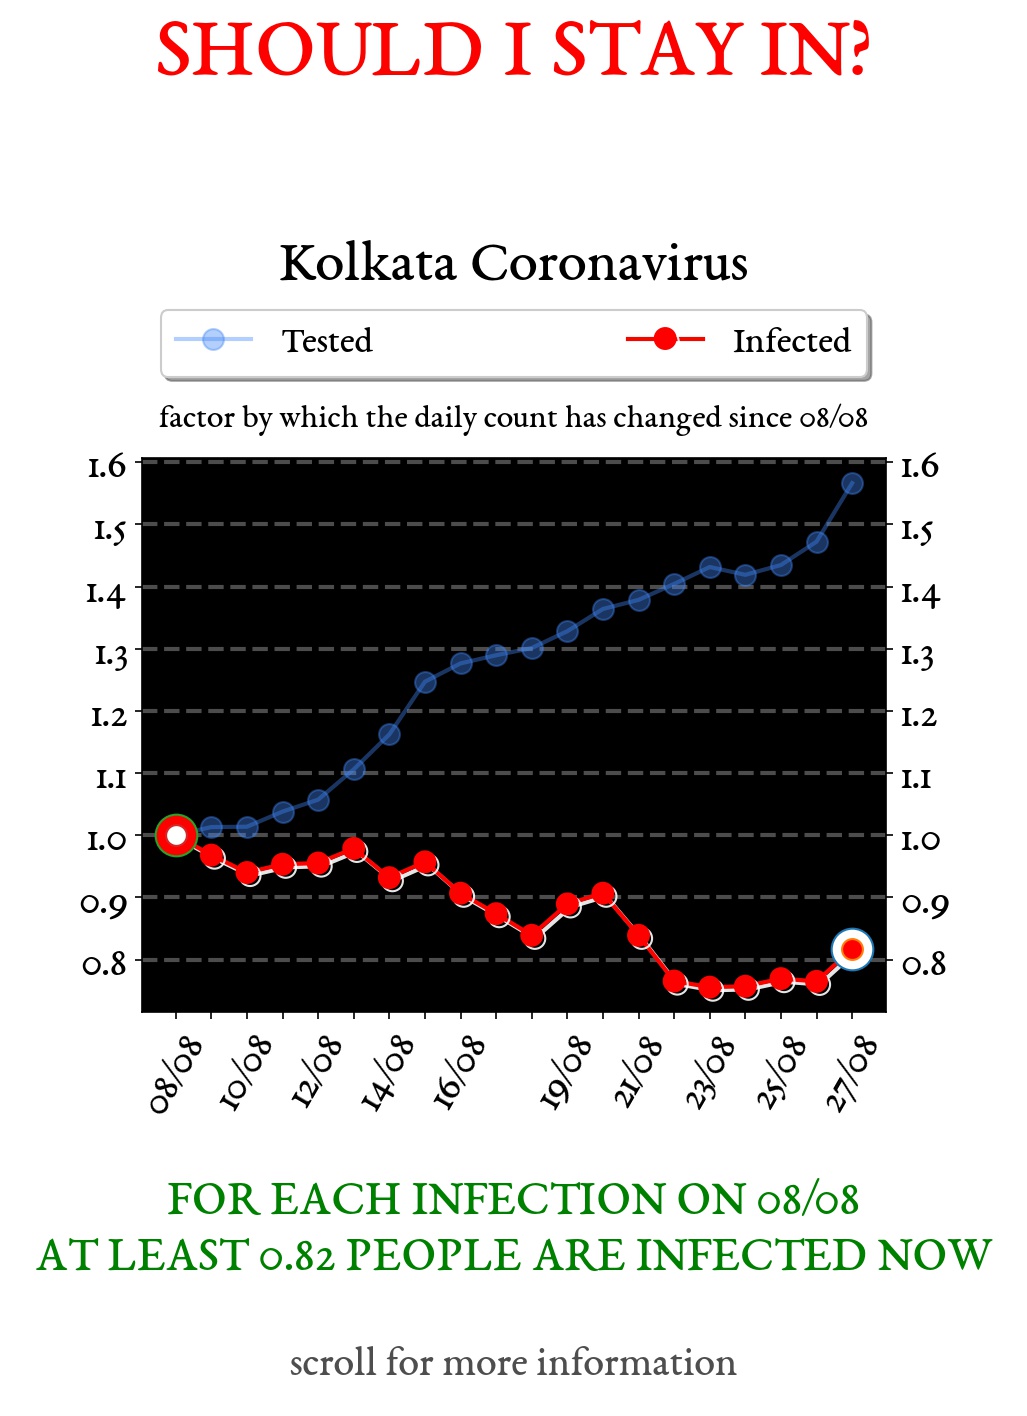 SHOULD I STAY IN?
Kolkata Coronavirus
Tested Infected
factor by which the daily count has changed since 08/08
1.6 1.6
1.5 1.5
1.4 1.4
1.3 1.3
1.2 1.2
1.1 1.1
1.0 1.0
0.9 0.9
0.8 0.8
08/08 10/08 12/08 14/08 16/08 19/08 21/08 23/08 25/08 27/08
FOR EACH INFECTION ON 08/08
AT LEAST 0.82 PEOPLE ARE INFECTED NOW
scroll for more information